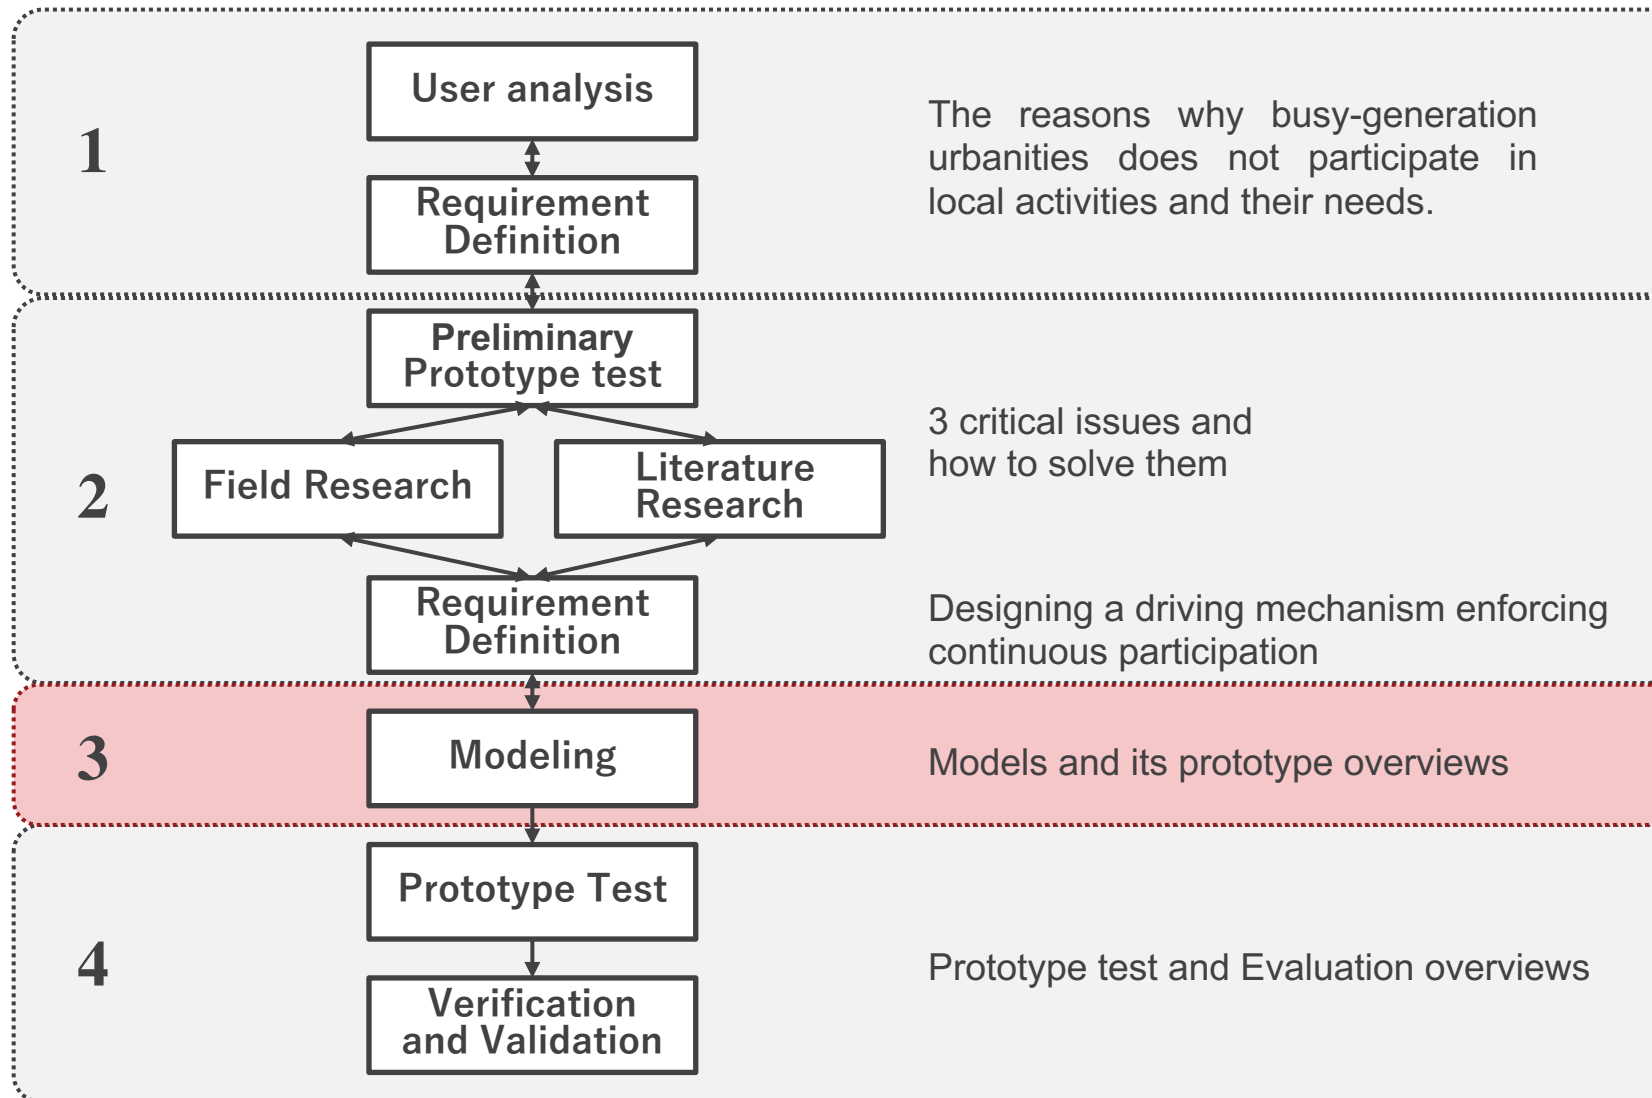 1
User analysis
Requirement
Definition
The reasons why busy-generation
urbanities does not participate in
local activities and their needs.
2
Preliminary
Prototype test
Field Research
Literature
Research
3 critical issues and
how to solve them
Requirement
Definition
Designing a driving mechanism enforcing
continuous participation
3
Modeling
Models and its prototype overviews
4
Prototype Test
Verification
and Validation
Prototype test and Evaluation overviews